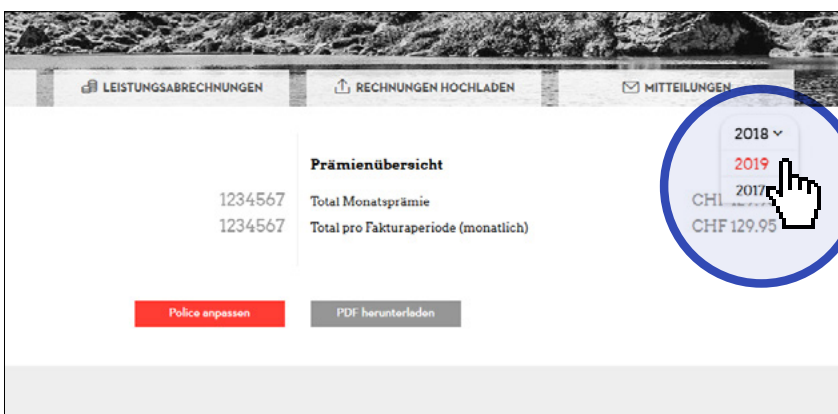 LEISTUNGSABRECHNUNGEN RECHNUNGEN HOCHLADEN MITTEILUNGEN
2018
Prämienübersicht 2019
2017
1234567 Total Monatsprämie
1234567 Total pro Fakturaperiode (monatlich) CHF 129.95
Police anpassen PDF herunterladen